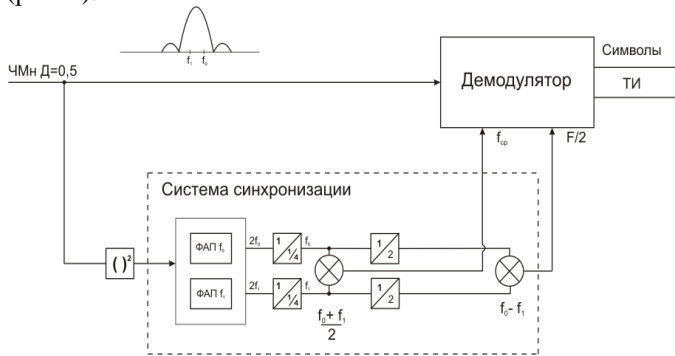 ЧМн Д=0,5
f₁ f₀
Демодулятор
Символы
ТИ
fср
F/2
Система синхронизации
( )²
ФАП f₀
2f₀
1 ¼
f₀
1 2
ФАП f₁
2f₁
1 ¼
f₁
1 2
f₀+ f₁
2
f₀- f₁